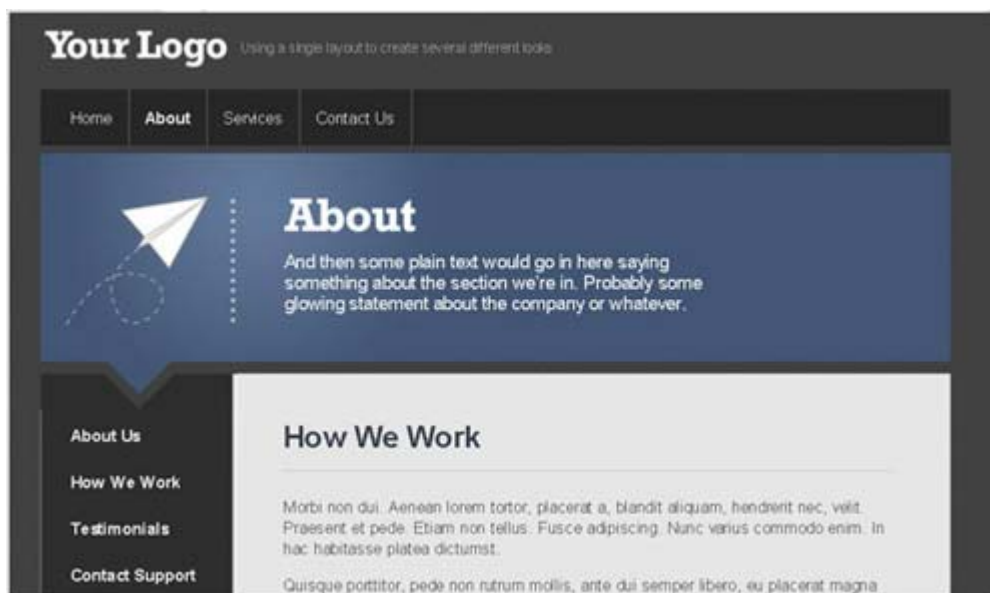 Your Logo Using a single layout to create several different looks
Home About Services Contact Us
About
And then some plain text would go in here saying
something about the section we're in. Probably some
glowing statement about the company or whatever.
About Us
How We Work
Testimonials
Contact Support
How We Work
Morbi non dui. Aenean lorem tortor, placerat a, blandit aliquam, hendrerit nec, velit.
Praesent et pede. Etiam non tellus. Fusce adipiscing. Nunc varius commodo enim. In
hac habitasse platea dictumst.
Quisque porttitor, pede non rutrum mollis, ante dui semper libero, eu placerat magna